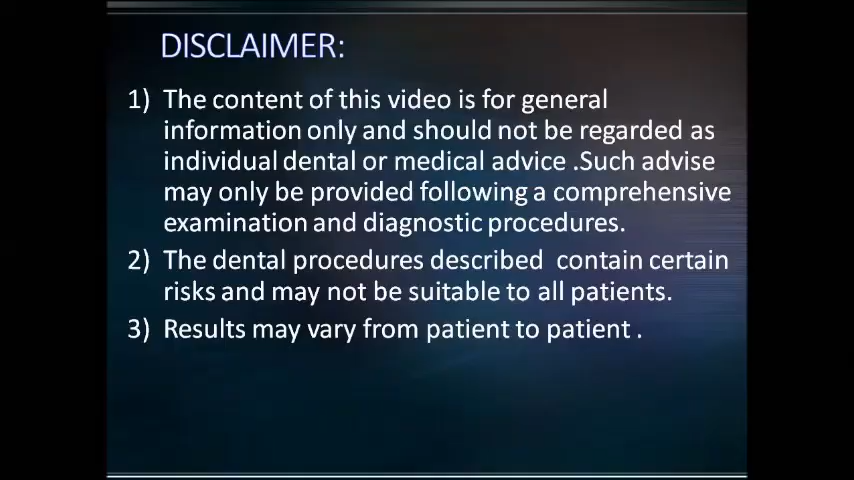 DISCLAIMER:
1) The content of this video is for general
information only and should not be regarded as
individual dental or medical advice .Such advise
may only be provided following a comprehensive
examination and diagnostic procedures.
2) The dental procedures described  contain certain
risks and may not be suitable to all patients.
3) Results may vary from patient to patient .